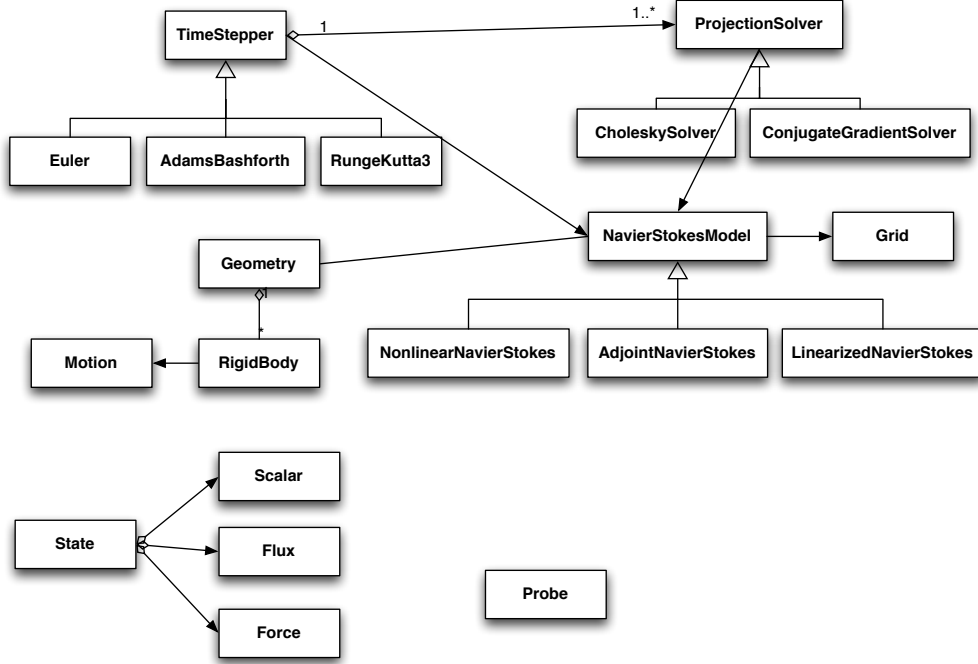 TimeStepper
1
1..*
ProjectionSolver
Euler
AdamsBashforth
RungeKutta3
CholeskySolver
ConjugateGradientSolver
NavierStokesModel
Grid
Geometry
1
*
Motion
RigidBody
NonlinearNavierStokes
AdjointNavierStokes
LinearizedNavierStokes
Scalar
State
Flux
Force
Probe